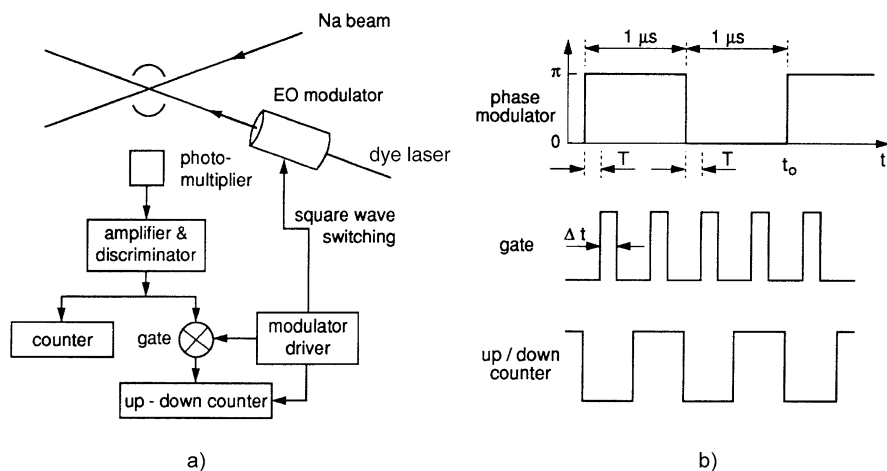 Na beam
EO modulator
dye laser
photo-
multiplier
square wave
switching
amplifier &
discriminator
counter
gate
modulator
driver
up - down counter
a)
1 μs
1 μs
π
phase
modulator
0
T
T
t₀
t
gate
Δ t
up / down
counter
b)